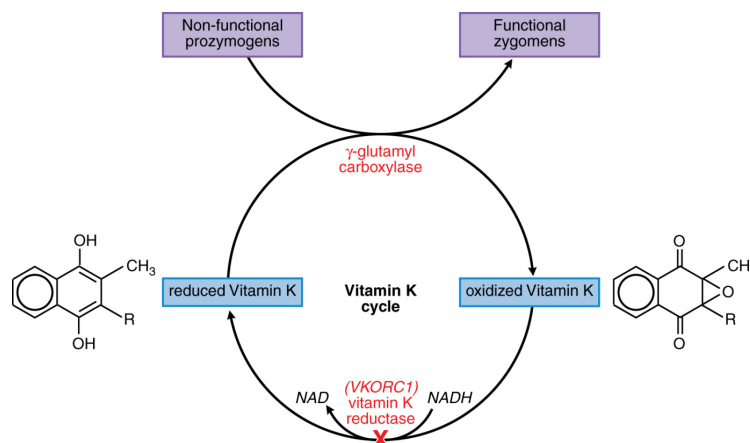 Non-functional
prozymogens
Functional
zygomens
γ-glutamyl
carboxylase
OH
CH3
R
OH
reduced Vitamin K
Vitamin K
cycle
oxidized Vitamin K
O
CH
O
R
O
NAD
(VKORC1)
vitamin K
reductase
NADH
X